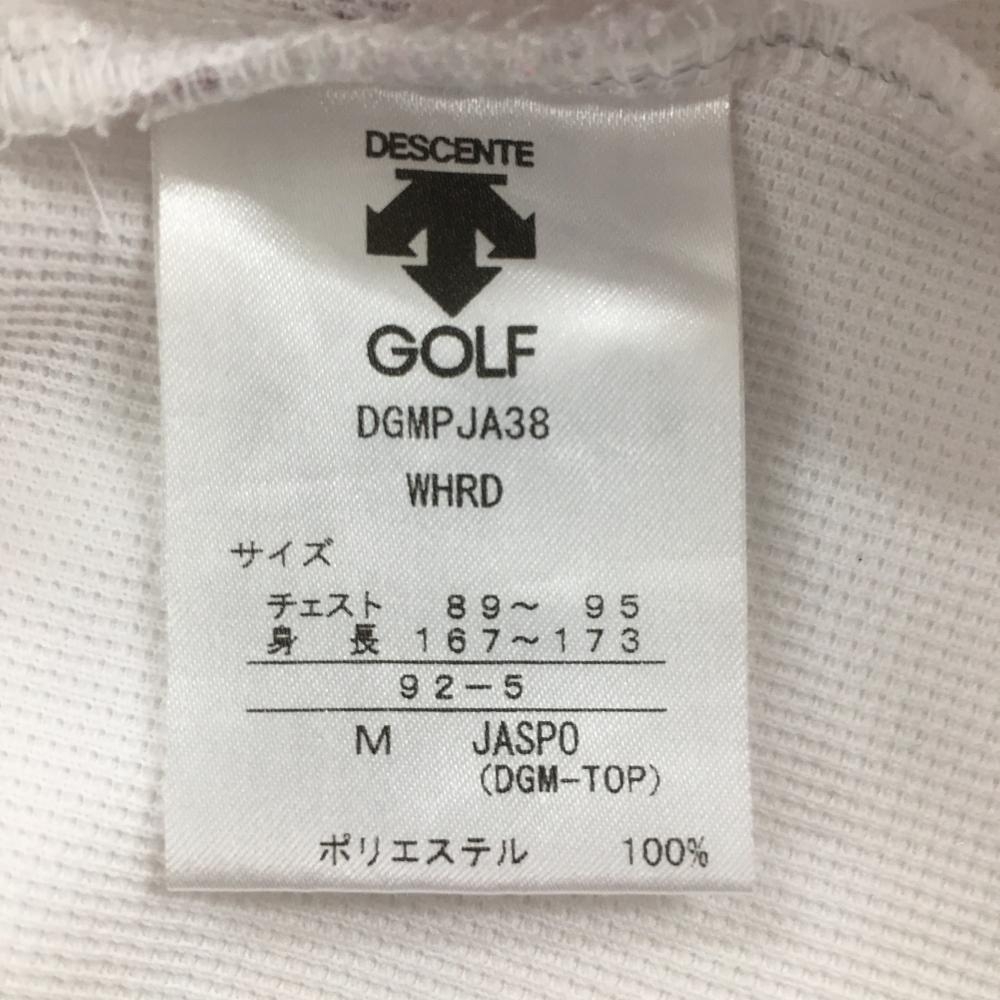 DESCENTE
GOLF
DGMPJA38
WHRD
サイズ
チェスト 89～ 95
身 長 167～173
92－5
M JASPO
(DGM-TOP)
ポリエステル 100%